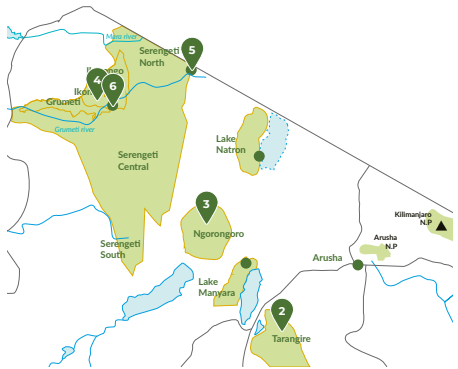 Mara river
Serengeti
North
5
4
6
Grumeti
Grumeti river
Serengeti
Central
Lake
Natron
3
Ngorongoro
Serengeti
South
Lake
Manyara
2
Tarangire
Arusha
Arusha
N.P
Kilimanjaro
N.P